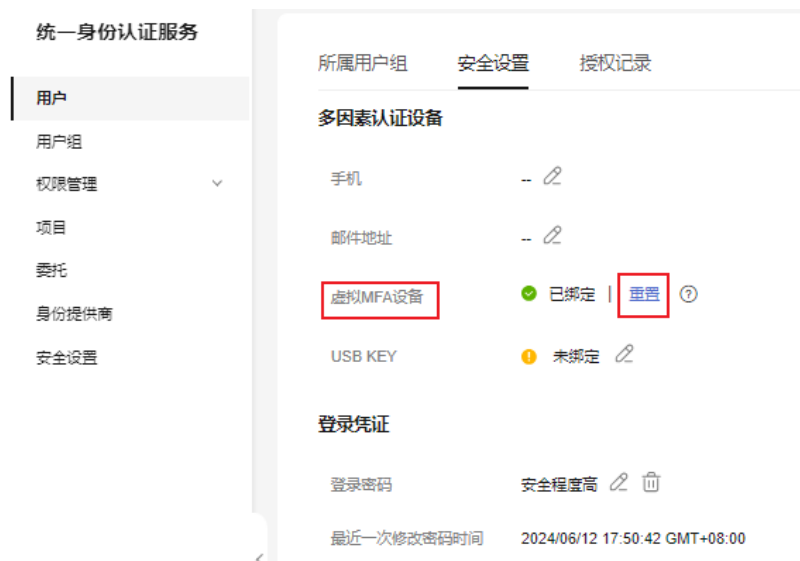 统一身份认证服务
用户
用户组
权限管理
项目
委托
身份提供商
安全设置
所属用户组 安全设置 授权记录
多因素认证设备
手机 --
邮件地址 --
虚拟MFA设备 已绑定 | 重置
USB KEY 未绑定
登录凭证
登录密码 安全程度高
最近一次修改密码时间 2024/06/12 17:50:42 GMT+08:00